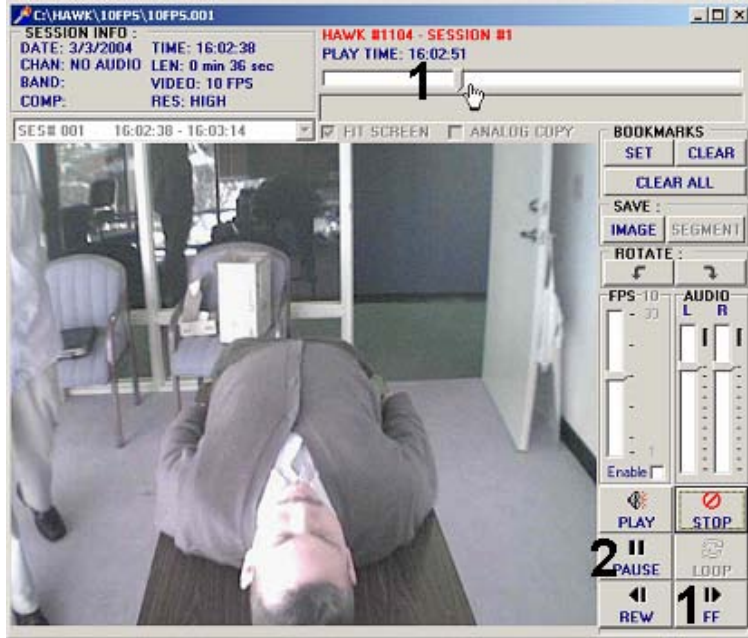 C:\HAWK\10FPS\10FPS.001
SESSION INFO :
DATE: 3/3/2004 TIME: 16:02:38
CHAN: NO AUDIO LEN: 0 min 36 sec
BAND: VIDEO: 10 FPS
COMP: RES: HIGH
HAWK #1104 - SESSION #1
PLAY TIME: 16:02:51
1
SES# 001 16:02:38 - 16:03:14
FIT SCREEN ANALOG COPY
BOOKMARKS
SET CLEAR
CLEAR ALL
SAVE :
IMAGE SEGMENT
ROTATE :
FPS 10 AUDIO
L R
30
1
Enable
PLAY STOP
2
PAUSE LOOP
1
REW FF